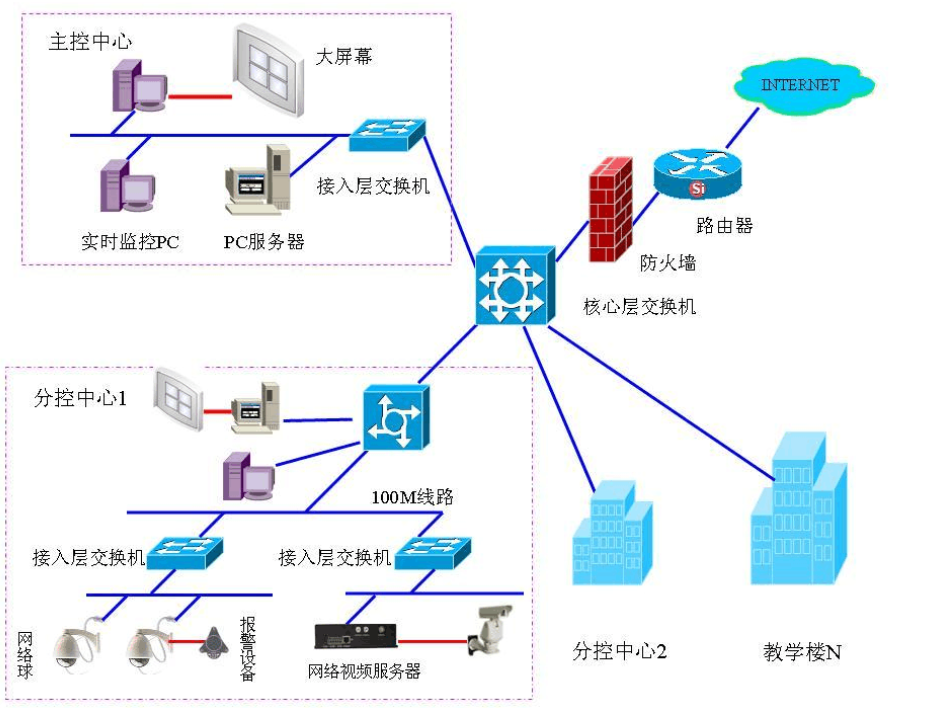 主控中心
大屏幕
INTERNET
接入层交换机
Si
路由器
实时监控PC
PC服务器
防火墙
核心层交换机
分控中心1
100M线路
接入层交换机
接入层交换机
网络球
报警设备
网络视频服务器
分控中心2
教学楼N